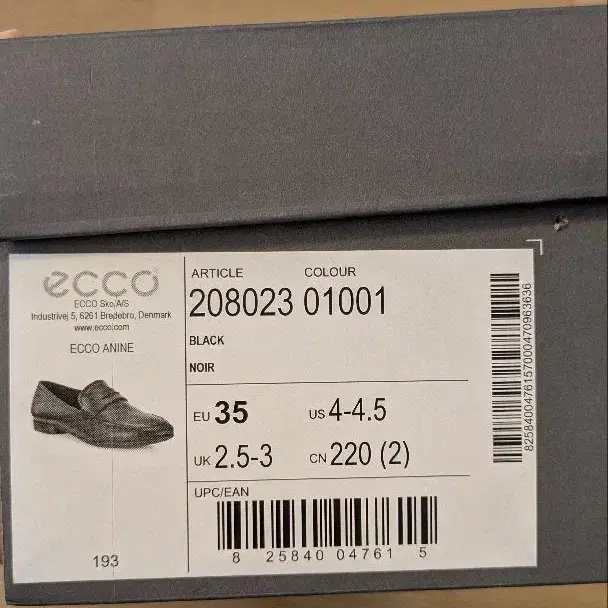 ecco
ECCO Sko A/S
Industrivej 5, 6261 Bredebro, Denmark
www.ecco.com
ECCO ANINE
193
ARTICLE COLOUR
208023 01001
BLACK
NOIR
EU 35 US 4-4.5
UK 2.5-3 CN 220 (2)
UPC/EAN
8 25840 04761 5
825840047615700047096 3636